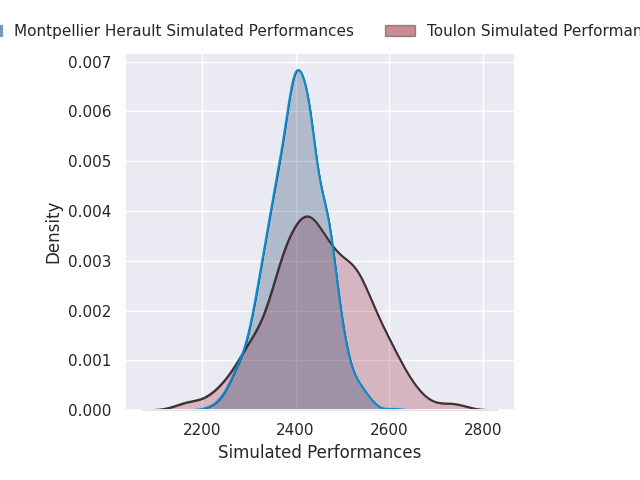 Montpellier Herault Simulated Performances Toulon Simulated Performan
0.007
0.006
0.005
0.004
0.003
0.002
0.001
0.000
Density
2200 2400 2600 2800
Simulated Performances